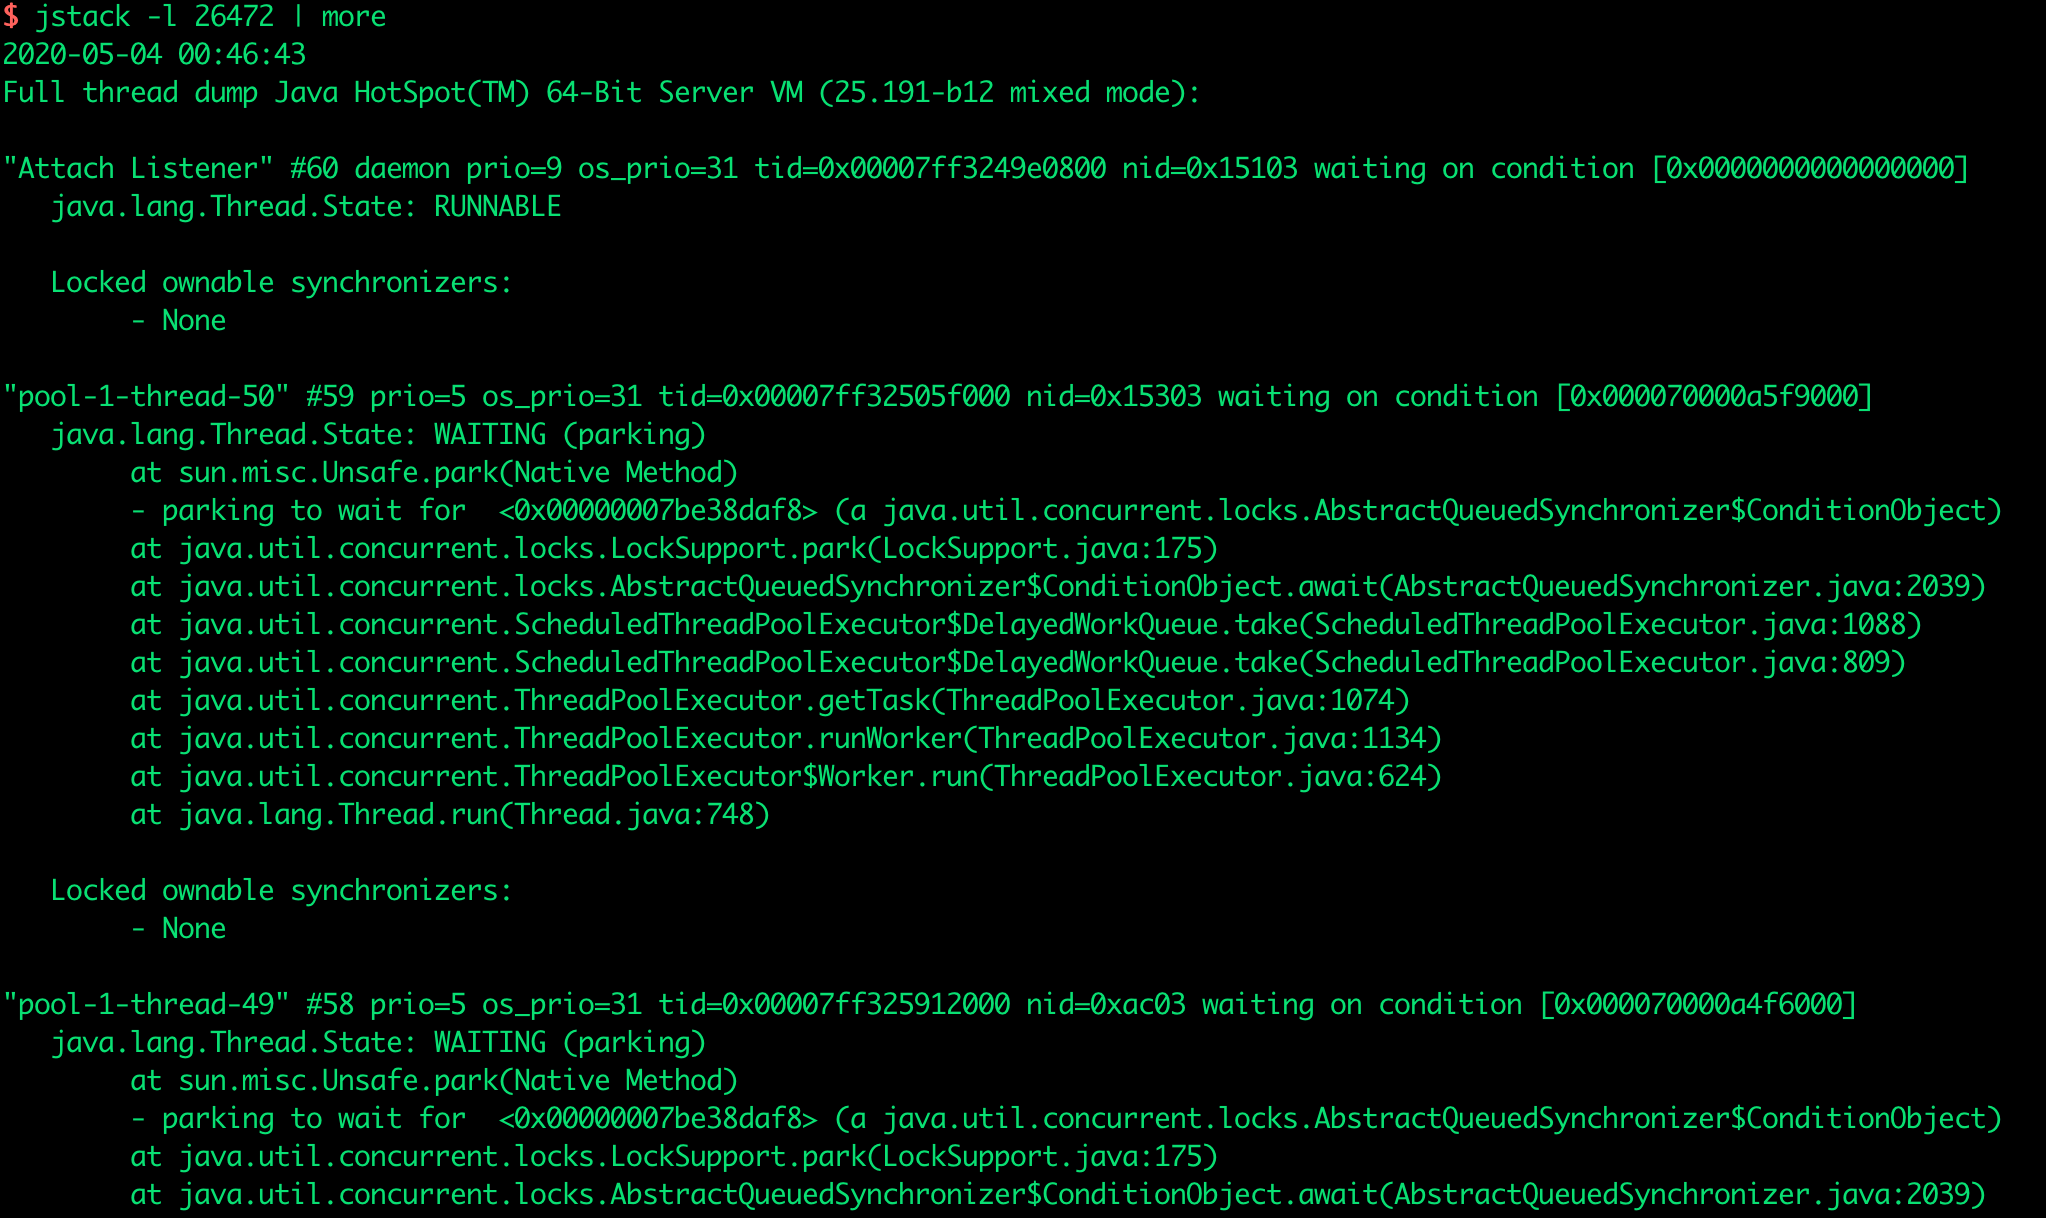 $ jstack -l 26472 | more
2020-05-04 00:46:43
Full thread dump Java HotSpot(TM) 64-Bit Server VM (25.191-b12 mixed mode):

"Attach Listener" #60 daemon prio=9 os_prio=31 tid=0x00007ff3249e0800 nid=0x15103 waiting on condition [0x0000000000000000]
   java.lang.Thread.State: RUNNABLE

   Locked ownable synchronizers:
        - None

"pool-1-thread-50" #59 prio=5 os_prio=31 tid=0x00007ff32505f000 nid=0x15303 waiting on condition [0x000070000a5f9000]
   java.lang.Thread.State: WAITING (parking)
        at sun.misc.Unsafe.park(Native Method)
        - parking to wait for  <0x00000007be38daf8> (a java.util.concurrent.locks.AbstractQueuedSynchronizer$ConditionObject)
        at java.util.concurrent.locks.LockSupport.park(LockSupport.java:175)
        at java.util.concurrent.locks.AbstractQueuedSynchronizer$ConditionObject.await(AbstractQueuedSynchronizer.java:2039)
        at java.util.concurrent.ScheduledThreadPoolExecutor$DelayedWorkQueue.take(ScheduledThreadPoolExecutor.java:1088)
        at java.util.concurrent.ScheduledThreadPoolExecutor$DelayedWorkQueue.take(ScheduledThreadPoolExecutor.java:809)
        at java.util.concurrent.ThreadPoolExecutor.getTask(ThreadPoolExecutor.java:1074)
        at java.util.concurrent.ThreadPoolExecutor.runWorker(ThreadPoolExecutor.java:1134)
        at java.util.concurrent.ThreadPoolExecutor$Worker.run(ThreadPoolExecutor.java:624)
        at java.lang.Thread.run(Thread.java:748)

   Locked ownable synchronizers:
        - None

"pool-1-thread-49" #58 prio=5 os_prio=31 tid=0x00007ff325912000 nid=0xac03 waiting on condition [0x000070000a4f6000]
   java.lang.Thread.State: WAITING (parking)
        at sun.misc.Unsafe.park(Native Method)
        - parking to wait for  <0x00000007be38daf8> (a java.util.concurrent.locks.AbstractQueuedSynchronizer$ConditionObject)
        at java.util.concurrent.locks.LockSupport.park(LockSupport.java:175)
        at java.util.concurrent.locks.AbstractQueuedSynchronizer$ConditionObject.await(AbstractQueuedSynchronizer.java:2039)